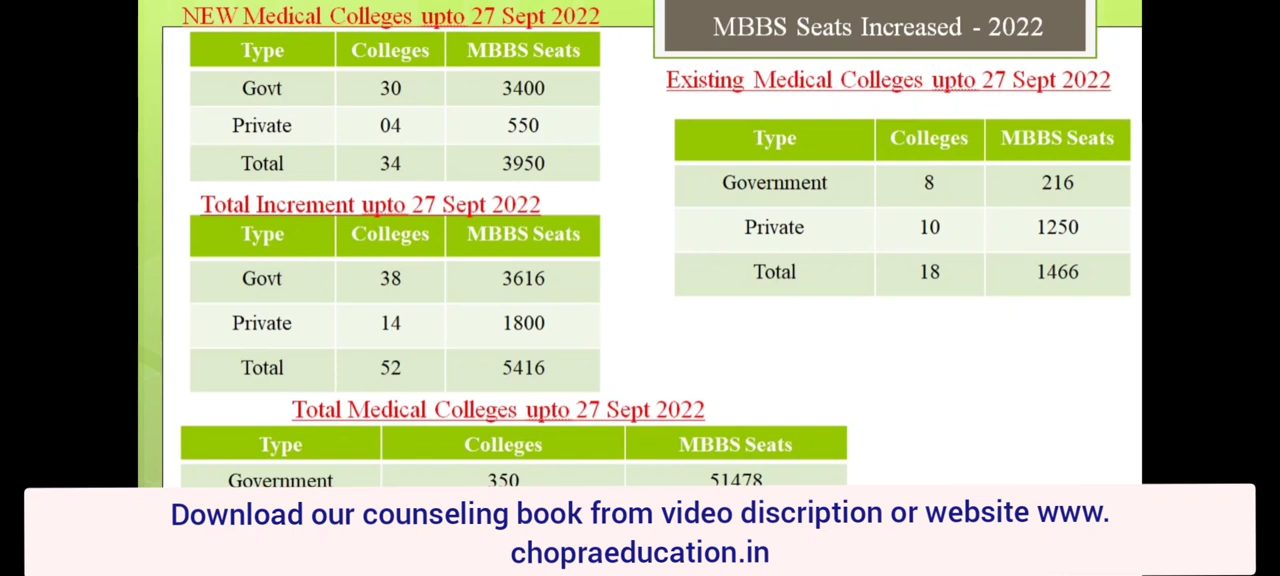 NEW Medical Colleges upto 27 Sept 2022
Type Colleges MBBS Seats
Govt 30 3400
Private 04 550
Total 34 3950
Total Increment upto 27 Sept 2022
Type Colleges MBBS Seats
Govt 38 3616
Private 14 1800
Total 52 5416
MBBS Seats Increased - 2022
Existing Medical Colleges upto 27 Sept 2022
Type Colleges MBBS Seats
Government 8 216
Private 10 1250
Total 18 1466
Total Medical Colleges upto 27 Sept 2022
Type Colleges MBBS Seats
Government 350 51478
Download our counseling book from video discription or website www.
chopraeducation.in